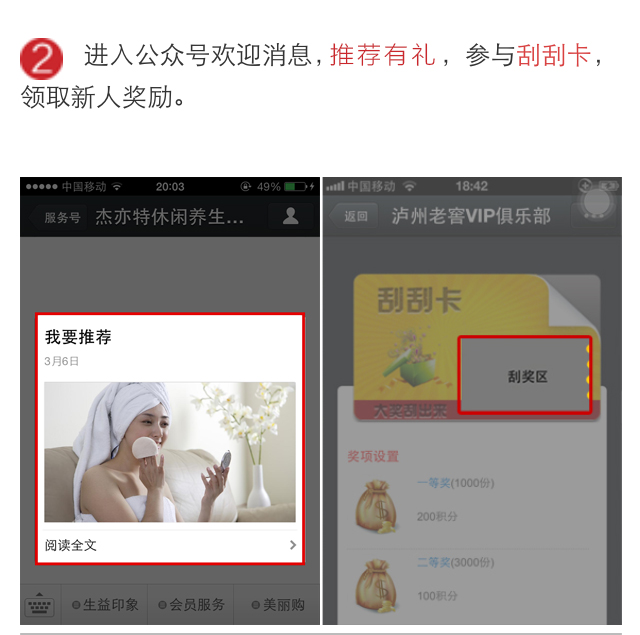 2 进入公众号欢迎消息，推荐有礼，参与刮刮卡，
领取新人奖励。
中国移动 20:03 49%
服务号 杰亦特休闲养生...
我要推荐
3月6日
阅读全文
生益印象 会员服务 美丽购
中国移动 18:42
返回 泸州老窖VIP俱乐部
刮刮卡
刮奖区
大奖刮出来
奖项设置
一等奖(1000份)
200积分
二等奖(3000份)
100积分